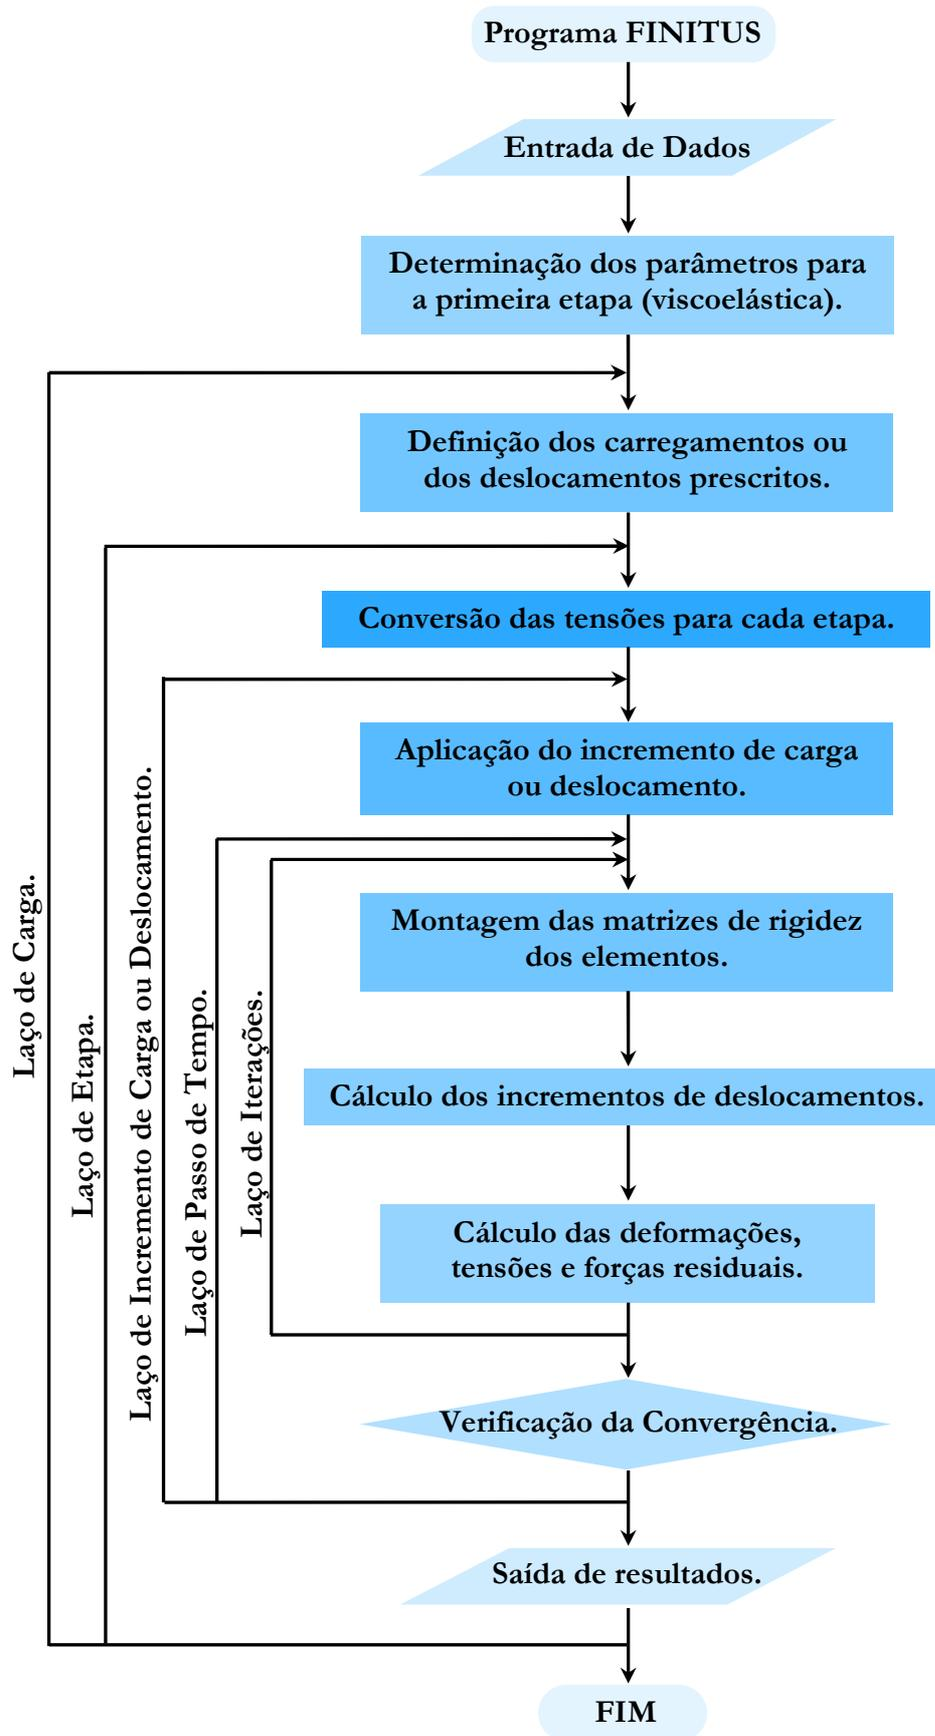 Programa FINITUS
Entrada de Dados
Determinação dos parâmetros para
a primeira etapa (viscoelástica).
Definição dos carregamentos ou
dos deslocamentos prescritos.
Conversão das tensões para cada etapa.
Aplicação do incremento de carga
ou deslocamento.
Montagem das matrizes de rigidez
dos elementos.
Cálculo dos incrementos de deslocamentos.
Cálculo das deformações,
tensões e forças residuais.
Verificação da Convergência.
Saída de resultados.
FIM
Laço de Carga.
Laço de Etapa.
Laço de Incremento de Carga ou Deslocamento.
Laço de Passo de Tempo.
Laço de Iterações.